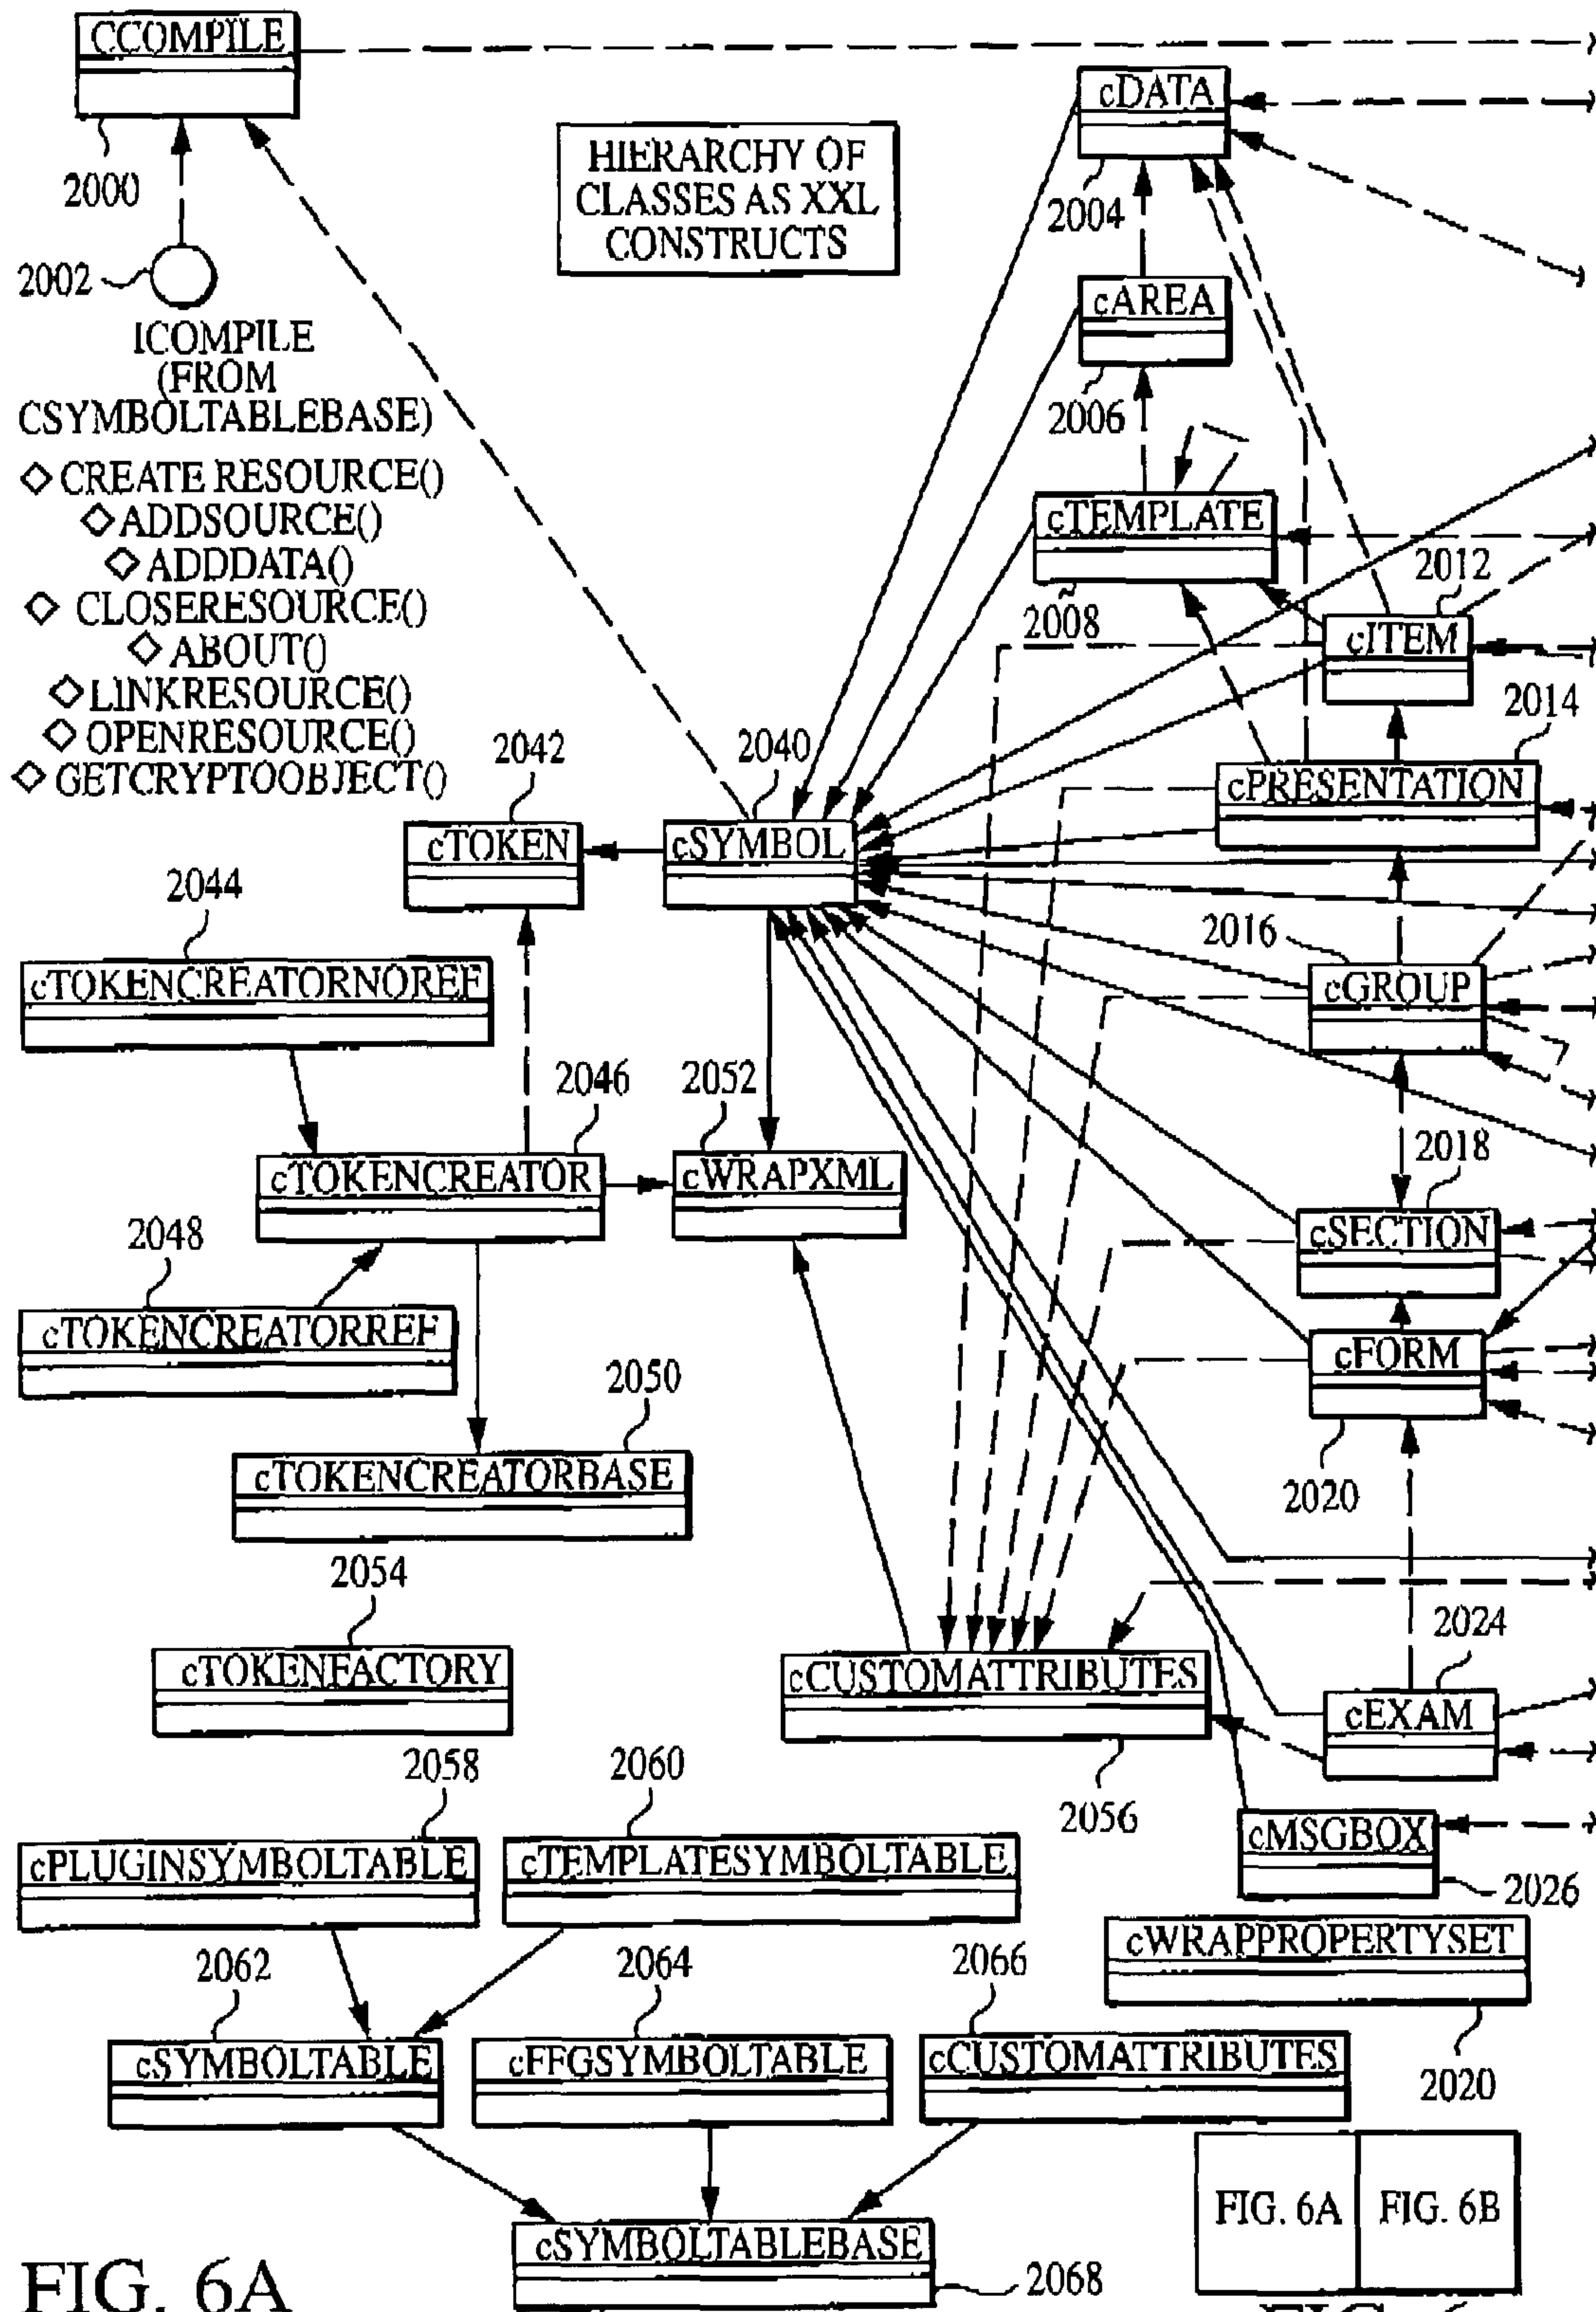 CCOMPILE
2000
2002
ICOMPILE
(FROM
CSYMBOLTABLEBASE)
◇ CREATE RESOURCE()
◇ ADDSOURCE()
◇ ADDDATA()
◇ CLOSERESOURCE()
◇ ABOUT()
◇ LINKRESOURCE()
◇ OPENRESOURCE()
◇ GETCRYPTOOBJECT()
HIERARCHY OF
CLASSES AS XXL
CONSTRUCTS
cDATA
2004
cAREA
2006
cTEMPLATE
2008
2012
cITEM
2014
cPRESENTATION
2042
cTOKEN
2040
cSYMBOL
2044
cTOKENCREATORNOREF
2016
cGROUP
2046
cTOKENCREATOR
2052
cWRAPXML
2018
cSECTION
2048
cTOKENCREATORREF
cFORM
2020
2050
cTOKENCREATORBASE
2054
cTOKENFACTORY
cCUSTOMATTRIBUTES
2056
2024
cEXAM
2058
cPLUGINSYMBOLTABLE
2060
cTEMPLATESYMBOLTABLE
cMSGBOX
2026
cWRAPPROPERTYSET
2020
2062
cSYMBOLTABLE
2064
cFFGSYMBOLTABLE
2066
cCUSTOMATTRIBUTES
cSYMBOLTABLEBASE
2068
FIG. 6A
FIG. 6B
FIG. 6A